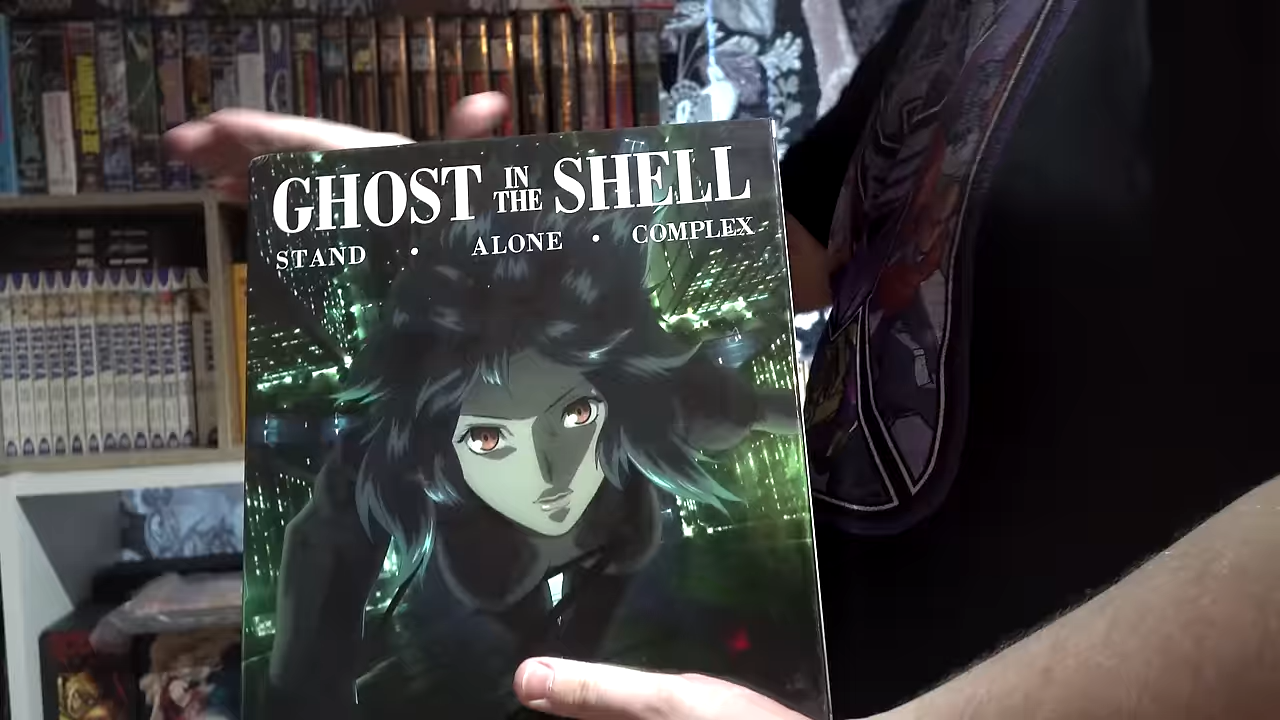 GHOST IN THE SHELL
STAND • ALONE • COMPLEX